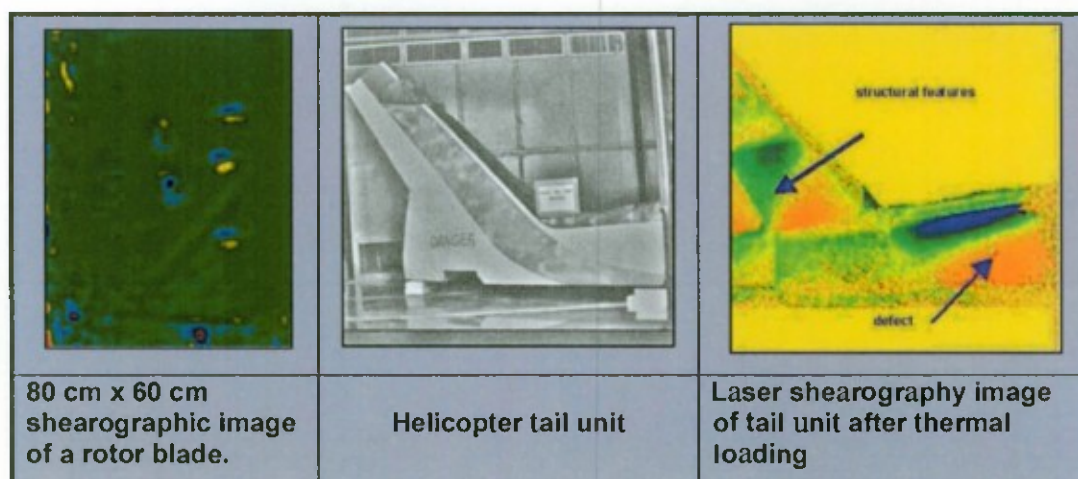 structural features
DANGER
defect
80 cm x 60 cm
shearographic image
of a rotor blade.
Helicopter tail unit
Laser shearography image
of tail unit after thermal
loading